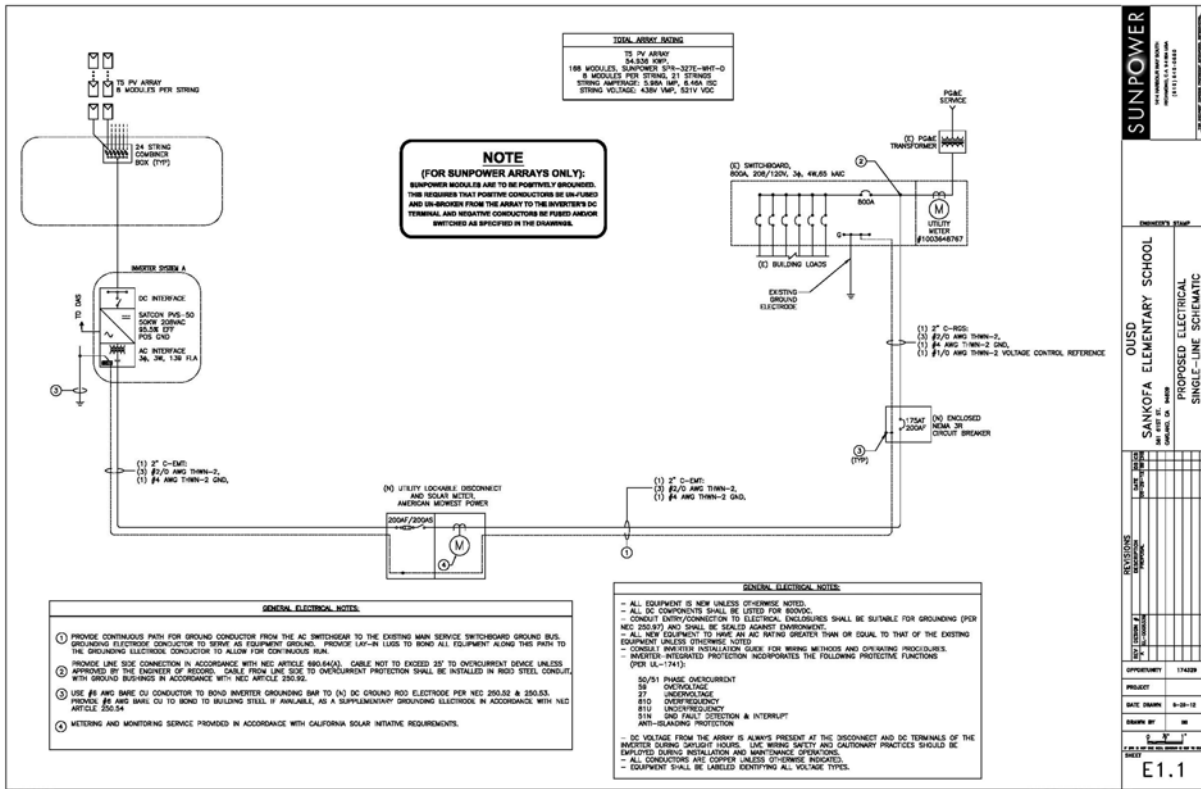 T5 PV ARRAY
8 MODULES PER STRING
24 STRING
COMBINER
BOX (TYP)
TOTAL ARRAY RATING
T5 PV ARRAY
54.936 KWP.
168 MODULES, SUNPOWER SPR-327E-WHT-D
8 MODULES PER STRING, 21 STRINGS
STRING AMPERAGE: 5.98A IMP, 6.46A ISC
STRING VOLTAGE: 438V VMP, 521V VOC
NOTE
(FOR SUNPOWER ARRAYS ONLY):
SUNPOWER MODULES ARE TO BE POSITIVELY GROUNDED.
THIS REQUIRES THAT POSITIVE CONDUCTORS BE UN-FUSED
AND UN-BROKEN FROM THE ARRAY TO THE INVERTER'S DC
TERMINAL AND NEGATIVE CONDUCTORS BE FUSED AND/OR
SWITCHED AS SPECIFIED IN THE DRAWINGS.
PG&E
SERVICE
(E) PG&E
TRANSFORMER
(E) SWITCHBOARD,
800A, 208/120V, 3ϕ, 4W,65 kAIC
2
800A
M
UTILITY
METER
#1003648767
G
(E) BUILDING LOADS
EXISTING
GROUND
ELECTRODE
INVERTER SYSTEM A
DC INTERFACE
SATCON PVS-50
50KW 208VAC
95.5% EFF
POS GND
AC INTERFACE
3ϕ, 3W, 139 FLA
TO DAS
3
(1) 2" C-RGS:
(3) #2/0 AWG THWN-2,
(1) #4 AWG THWN-2 GND,
(1) #1/0 AWG THWN-2 VOLTAGE CONTROL REFERENCE
175AT
200AF
(N) ENCLOSED
NEMA 3R
CIRCUIT BREAKER
3
(TYP)
(1) 2" C-EMT:
(3) #2/0 AWG THWN-2,
(1) #4 AWG THWN-2 GND,
(N) UTILITY LOCKABLE DISCONNECT
AND SOLAR METER,
AMERICAN MIDWEST POWER
200AF/200AS
M
4
(1) 2" C-EMT:
(3) #2/0 AWG THWN-2,
(1) #4 AWG THWN-2 GND,
1
GENERAL ELECTRICAL NOTES:
1 PROVIDE CONTINUOUS PATH FOR GROUND CONDUCTOR FROM THE AC SWITCHGEAR TO THE EXISTING MAIN SERVICE SWITCHBOARD GROUND BUS.
GROUNDING ELECTRODE CONDUCTOR TO SERVE AS EQUIPMENT GROUND. PROVIDE LAY-IN LUGS TO BOND ALL EQUIPMENT ALONG THIS PATH TO
THE GROUNDING ELECTRODE CONDUCTOR TO ALLOW FOR CONTINUOUS RUN.
2 PROVIDE LINE SIDE CONNECTION IN ACCORDANCE WITH NEC ARTICLE 690.64(A). CABLE NOT TO EXCEED 25' TO OVERCURRENT DEVICE UNLESS
APPROVED BY THE ENGINEER OF RECORD. CABLE FROM LINE SIDE TO OVERCURRENT PROTECTION SHALL BE INSTALLED IN RIGID STEEL CONDUIT,
WITH GROUND BUSHINGS IN ACCORDANCE WITH NEC ARTICLE 250.92.
3 USE #6 AWG BARE CU CONDUCTOR TO BOND INVERTER GROUNDING BAR TO (N) DC GROUND ROD ELECTRODE PER NEC 250.52 & 250.53.
PROVIDE #6 AWG BARE CU TO BOND TO BUILDING STEEL IF AVAILABLE, AS A SUPPLEMENTARY GROUNDING ELECTRODE IN ACCORDANCE WITH NEC
ARTICLE 250.54
4 METERING AND MONITORING SERVICE PROVIDED IN ACCORDANCE WITH CALIFORNIA SOLAR INITIATIVE REQUIREMENTS.
GENERAL ELECTRICAL NOTES:
- ALL EQUIPMENT IS NEW UNLESS OTHERWISE NOTED.
- ALL DC COMPONENTS SHALL BE LISTED FOR 600VDC.
- CONDUIT ENTRY/CONNECTION TO ELECTRICAL ENCLOSURES SHALL BE SUITABLE FOR GROUNDING (PER
NEC 250.97) AND SHALL BE SEALED AGAINST ENVIRONMENT.
- ALL NEW EQUIPMENT TO HAVE AN AIC RATING GREATER THAN OR EQUAL TO THAT OF THE EXISTING
EQUIPMENT UNLESS OTHERWISE NOTED
- CONSULT INVERTER INSTALLATION GUIDE FOR WIRING METHODS AND OPERATING PROCEDURES.
- INVERTER-INTEGRATED PROTECTION INCORPORATES THE FOLLOWING PROTECTIVE FUNCTIONS
(PER UL-1741):
50/51 PHASE OVERCURRENT
59 OVERVOLTAGE
27 UNDERVOLTAGE
81O OVERFREQUENCY
81U UNDERFREQUENCY
51N GND FAULT DETECTION & INTERRUPT
ANTI-ISLANDING PROTECTION
- DC VOLTAGE FROM THE ARRAY IS ALWAYS PRESENT AT THE DISCONNECT AND DC TERMINALS OF THE
INVERTER DURING DAYLIGHT HOURS. LIVE WIRING SAFETY AND CAUTIONARY PRACTICES SHOULD BE
EMPLOYED DURING INSTALLATION AND MAINTENANCE OPERATIONS.
- ALL CONDUCTORS ARE COPPER UNLESS OTHERWISE INDICATED.
- EQUIPMENT SHALL BE LABELED IDENTIFYING ALL VOLTAGE TYPES.
SUNPOWER
ENGINEER'S STAMP
OUSD
SANKOFA ELEMENTARY SCHOOL
581 61ST ST.
OAKLAND, CA
PROPOSED ELECTRICAL
SINGLE-LINE SCHEMATIC
REVISIONS
DESCRIPTION
DATE
PROPOSAL
OPPORTUNITY
PROJECT
DATE DRAWN
DRAWN BY
SHEET
E1.1